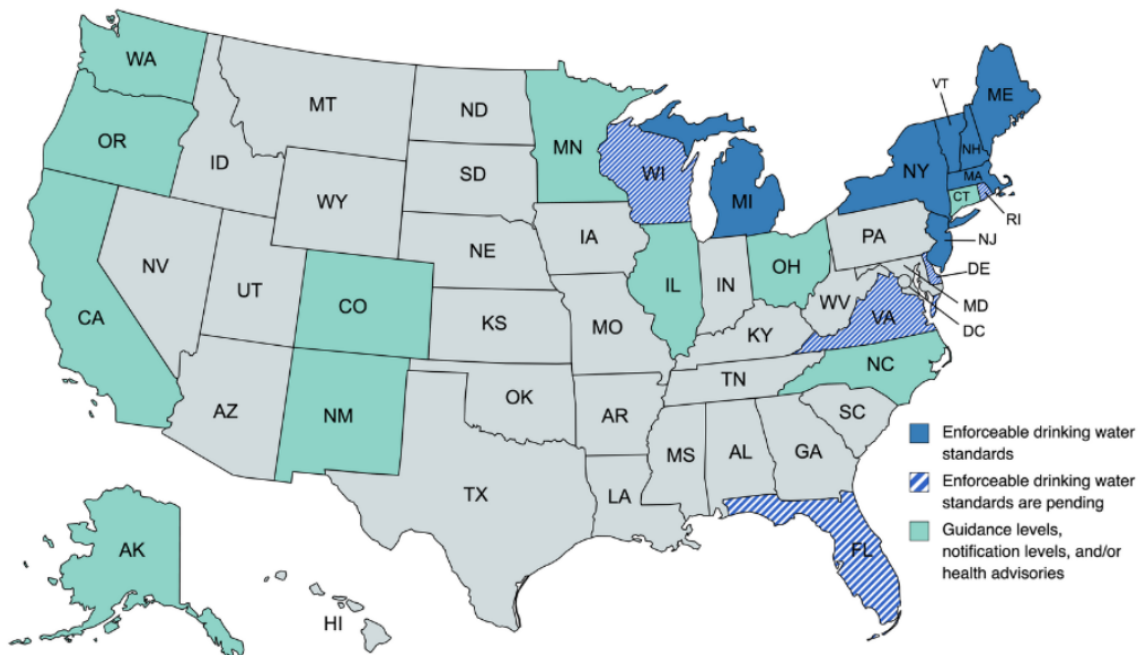 WA
MT
ND
MN
VT
ME
OR
ID
SD
WI
NH
NY
MA
WY
MI
CT
RI
IA
PA
NJ
NE
NV
OH
DE
UT
IL
IN
CO
WV
MD
CA
KS
MO
VA
DC
KY
NC
TN
OK
AZ
NM
AR
SC
MS
AL
GA
TX
LA
FL
AK
HI
Enforceable drinking water
standards
Enforceable drinking water
standards are pending
Guidance levels,
notification levels, and/or
health advisories